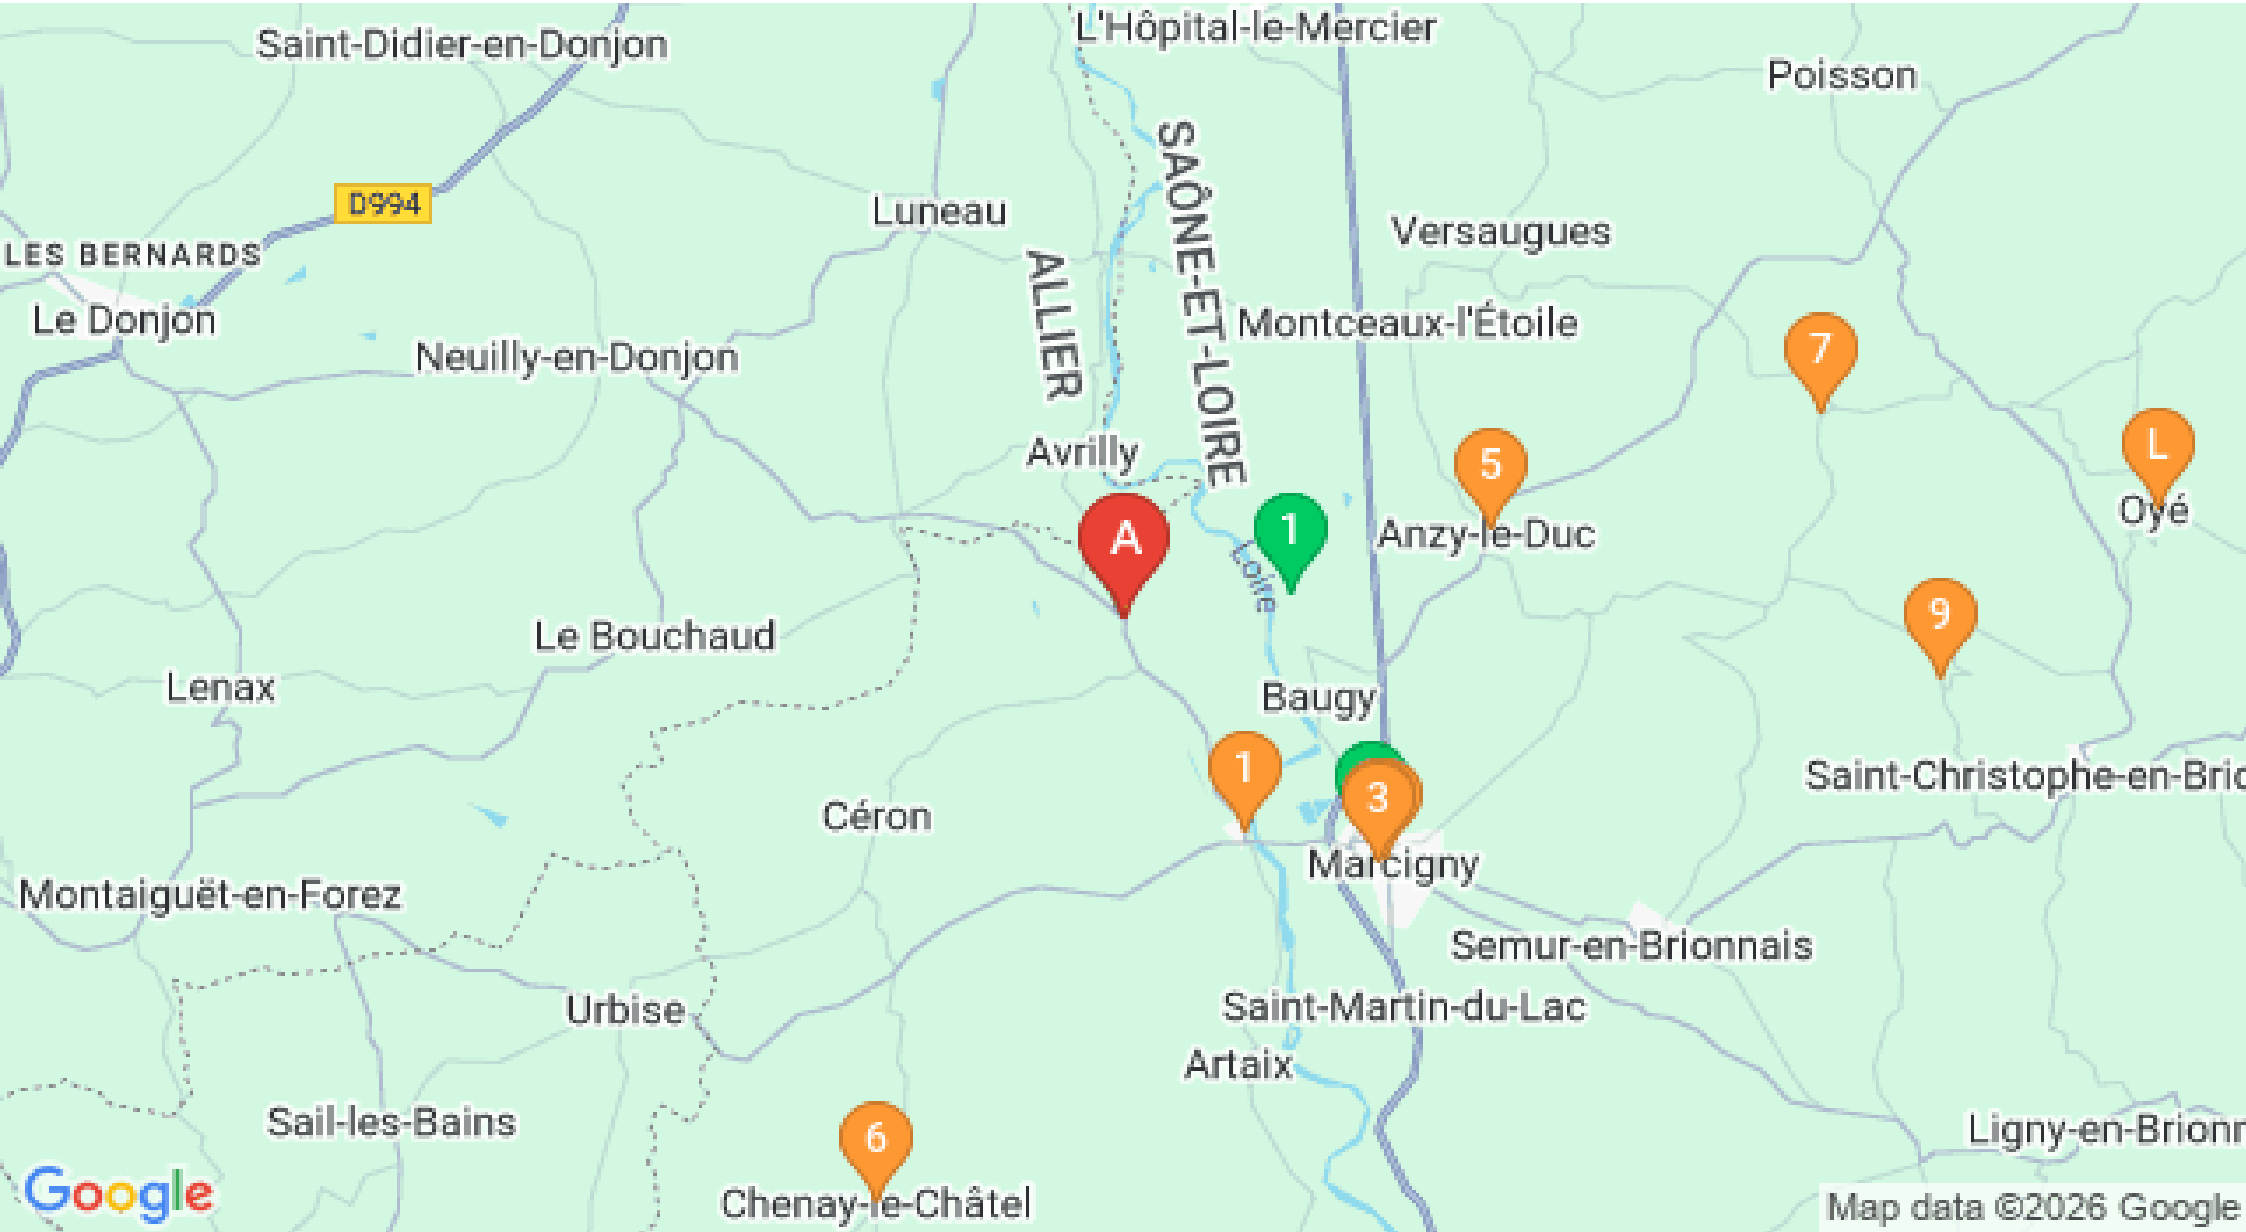 L'Hôpital-le-Mercier
Saint-Didier-en-Donjon
Poisson
D994
Luneau
SAÔNE-ET-LOIRE
Versaugues
LES BERNARDS
ALLIER
Le Donjon
Montceaux-l'Étoile
Neuilly-en-Donjon
7
Avrilly
5
L
Oyé
A
1
Anzy-le-Duc
Loire
9
Le Bouchaud
Lenax
Baugy
1
3
Saint-Christophe-en-Brio
Céron
Marcigny
Montaiguët-en-Forez
Semur-en-Brionnais
Urbise
Saint-Martin-du-Lac
Artaix
Sail-les-Bains
6
Ligny-en-Brionn
Google
Chenay-le-Châtel
Map data ©2026 Google